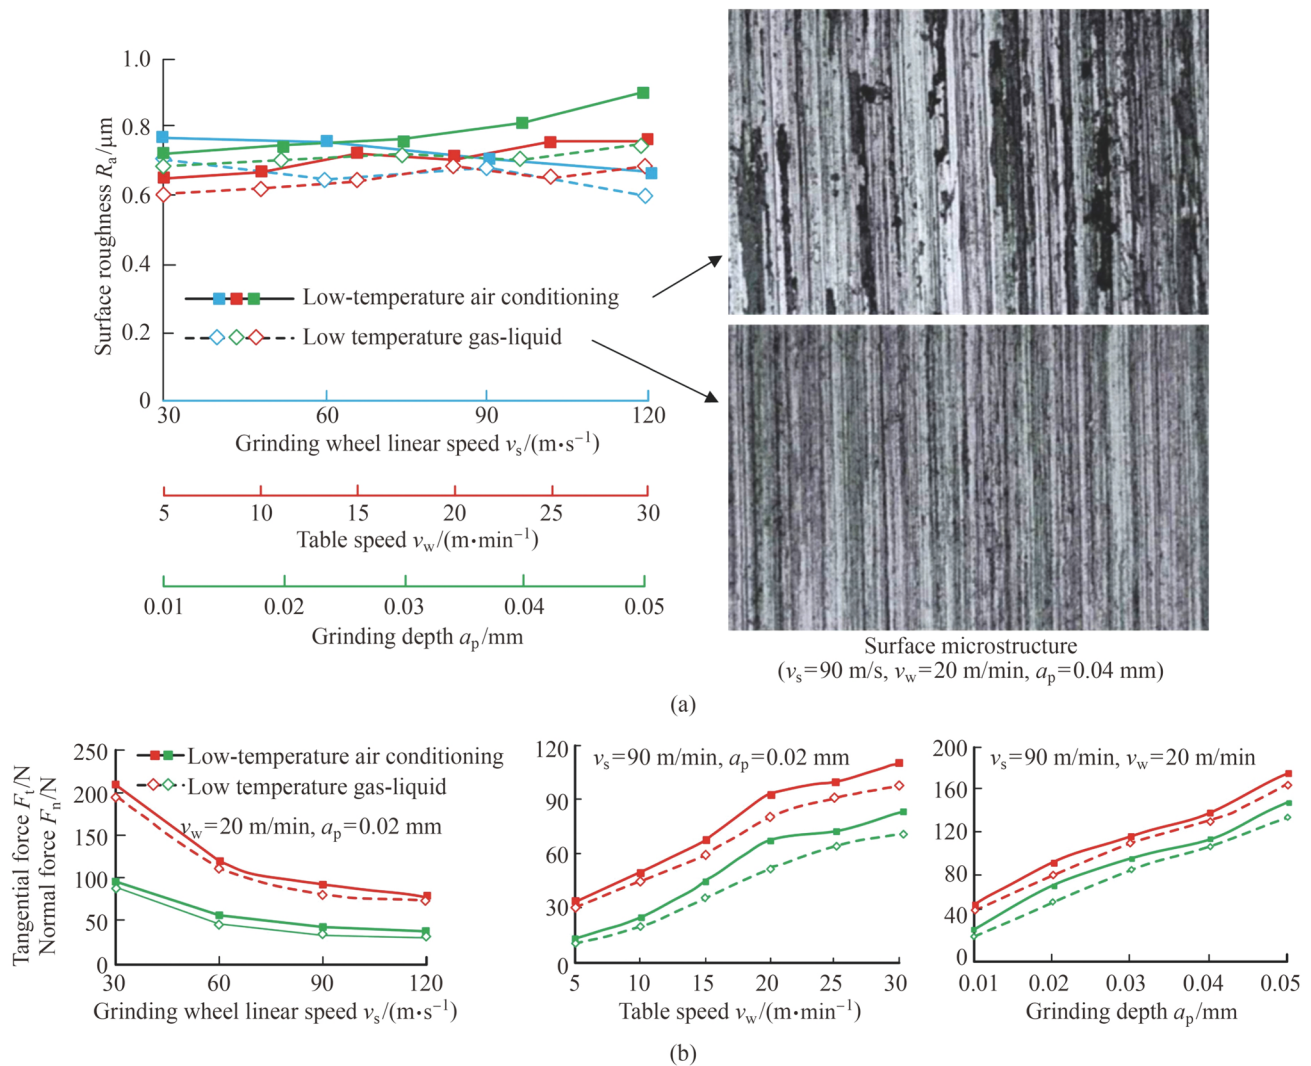 1.0
0.8
0.6
0.4
0.2
0
Surface roughness Ra/μm
Low-temperature air conditioning
Low temperature gas-liquid
30 60 90 120
Grinding wheel linear speed vs/(m•s−1)
5 10 15 20 25 30
Table speed vw/(m•min−1)
0.01 0.02 0.03 0.04 0.05
Grinding depth ap/mm
Surface microstructure
(vs=90 m/s, vw=20 m/min, ap=0.04 mm)
(a)
Tangential force Ft/N
Normal force Fn/N
250
200
150
100
50
0
Low-temperature air conditioning
Low temperature gas-liquid
vw=20 m/min, ap=0.02 mm
30 60 90 120
Grinding wheel linear speed vs/(m•s−1)
120
90
60
30
0
vs=90 m/min, ap=0.02 mm
5 10 15 20 25 30
Table speed vw/(m•min−1)
200
160
120
80
40
0
vs=90 m/min, vw=20 m/min
0.01 0.02 0.03 0.04 0.05
Grinding depth ap/mm
(b)